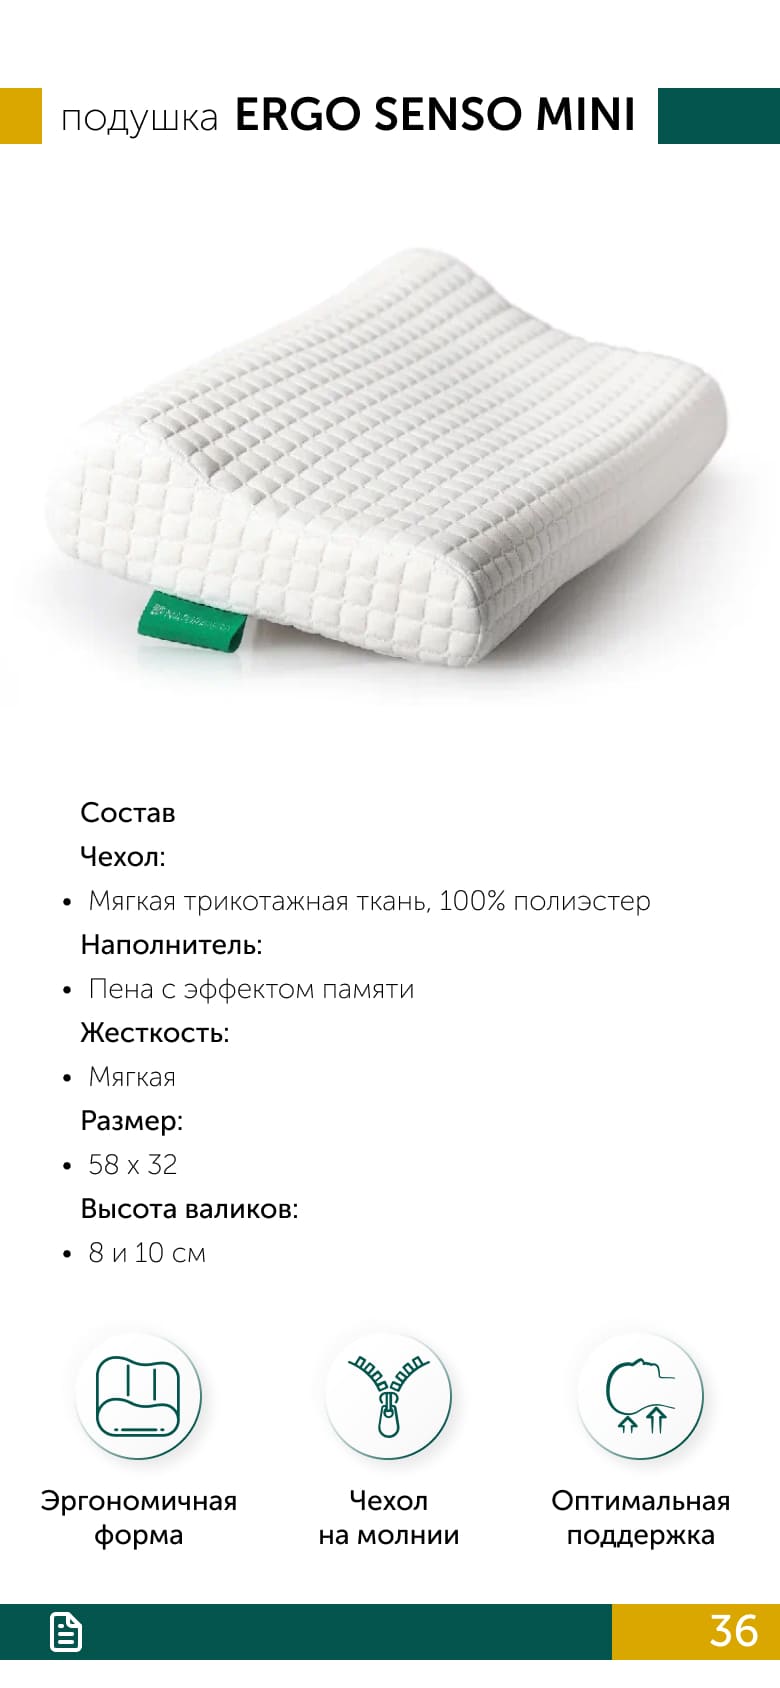 подушка ERGO SENSO MINI
Состав
Чехол:
• Мягкая трикотажная ткань, 100% полиэстер
Наполнитель:
• Пена с эффектом памяти
Жесткость:
• Мягкая
Размер:
• 58 х 32
Высота валиков:
• 8 и 10 см
Эргономичная
форма
Чехол
на молнии
Оптимальная
поддержка
36